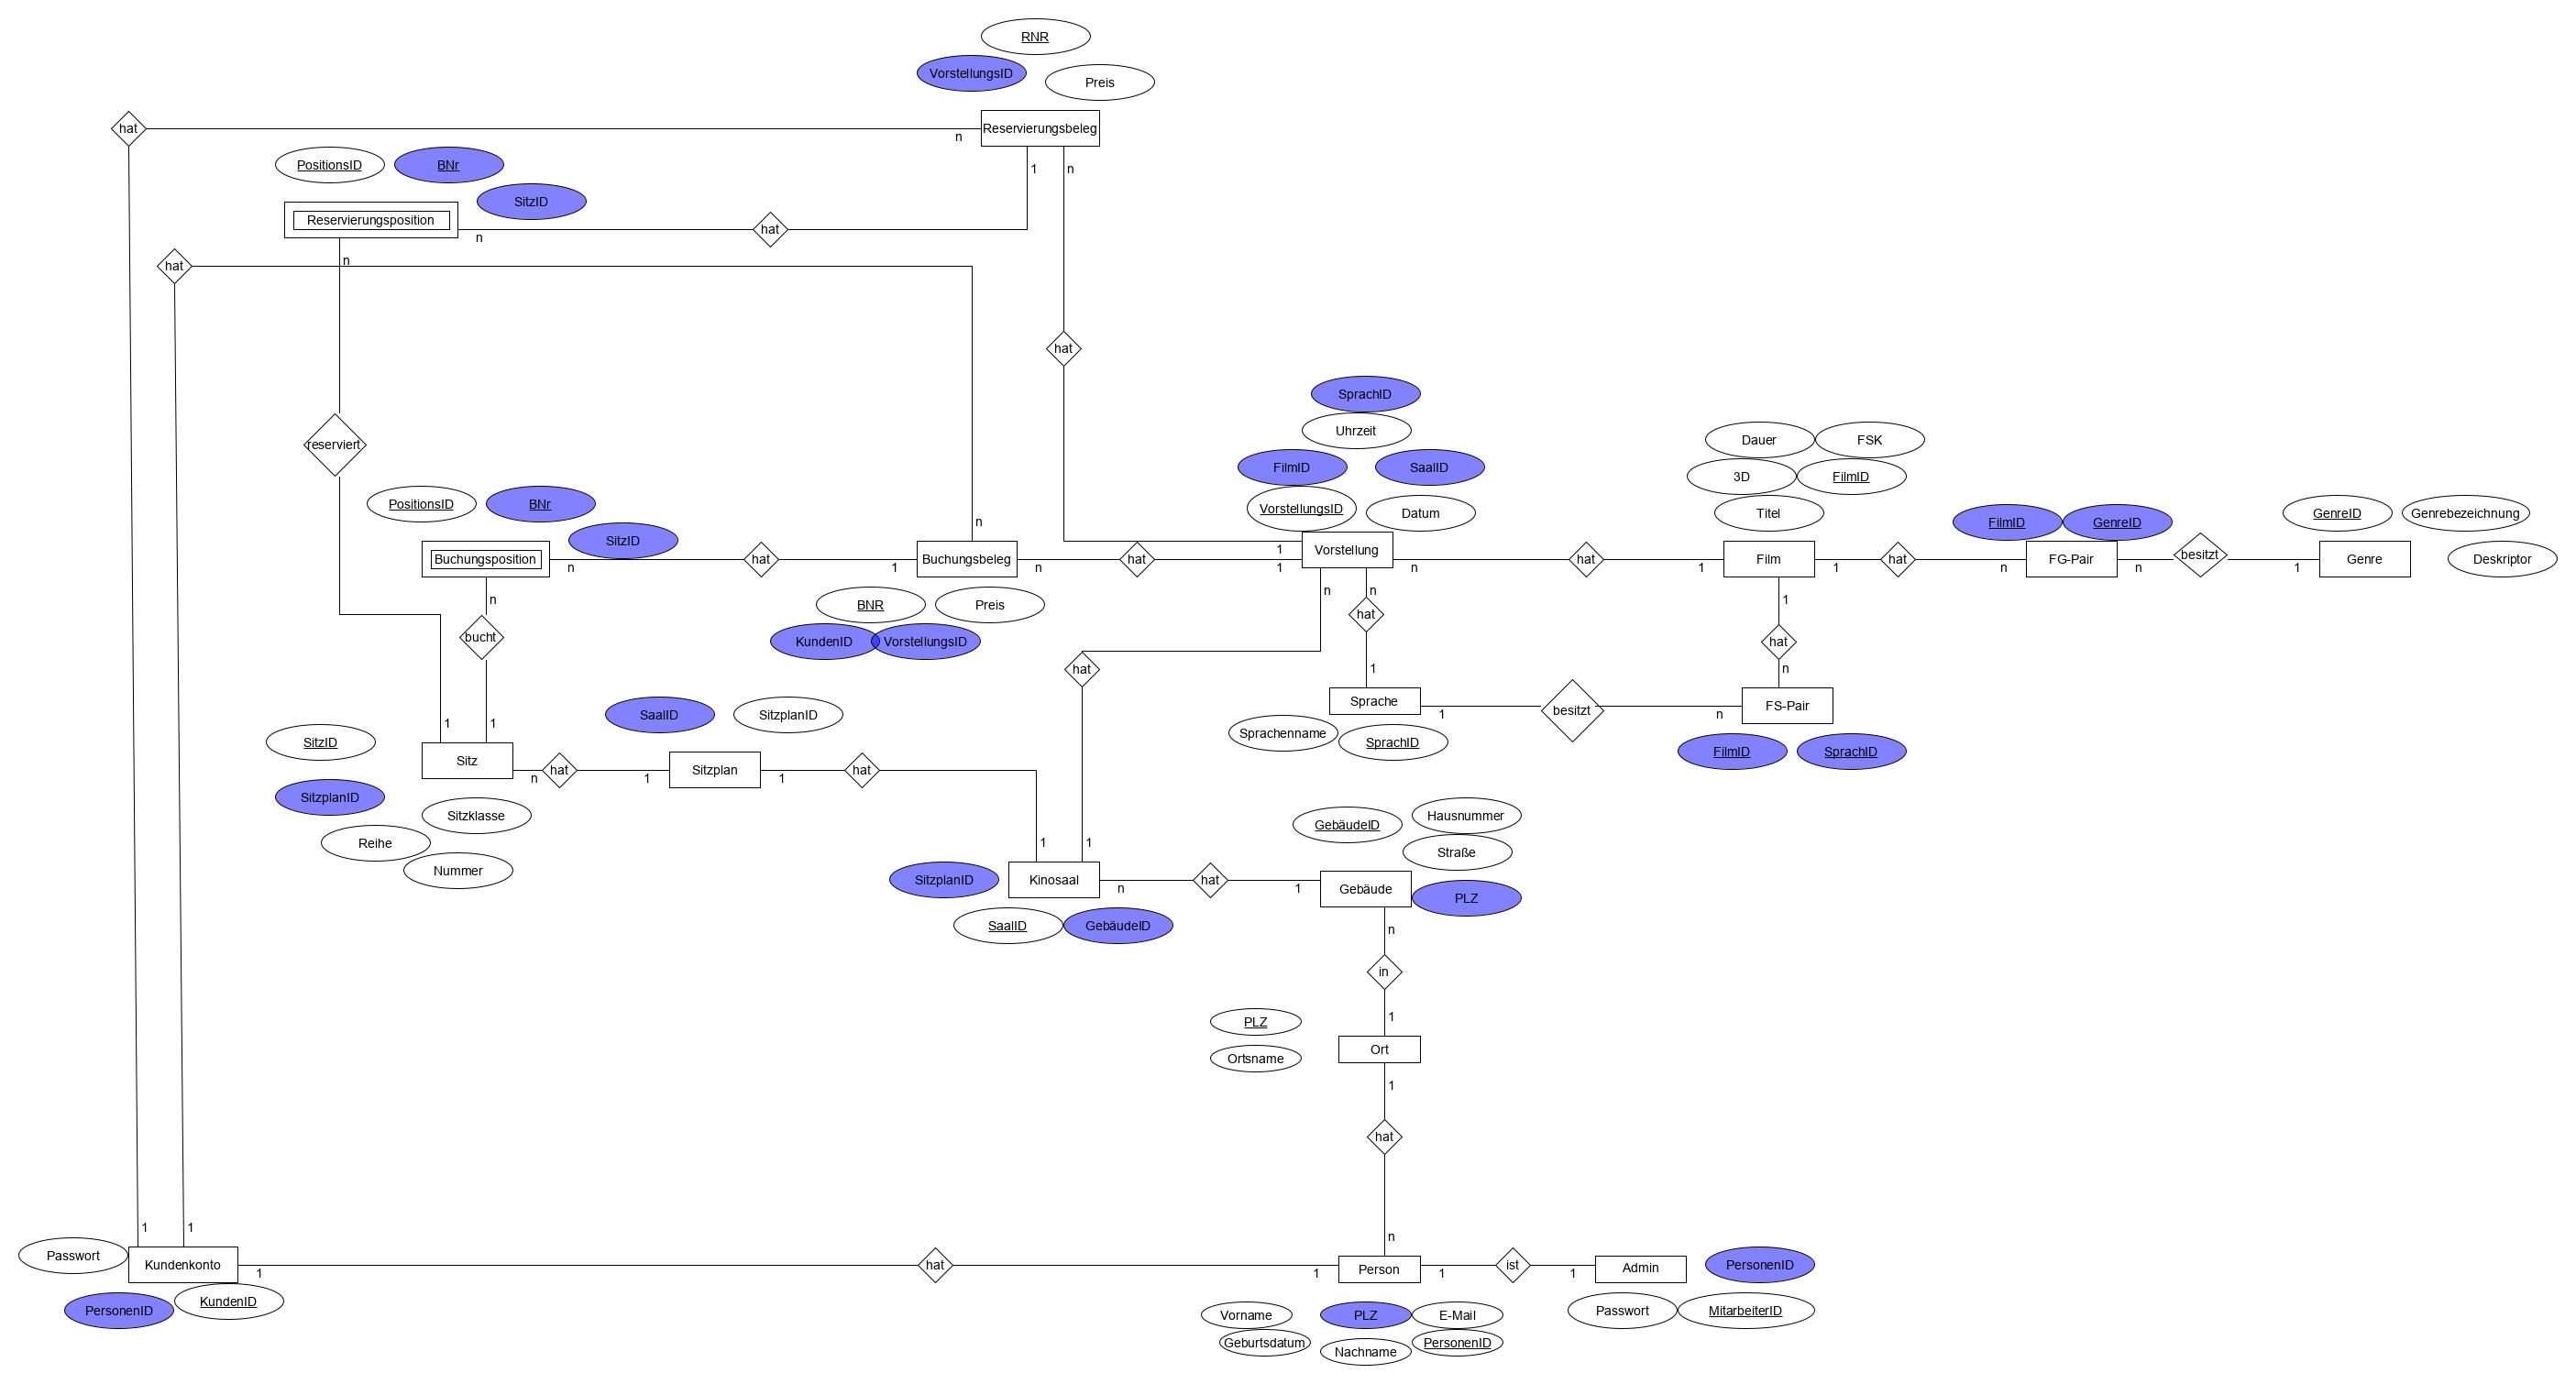 RNR
VorstellungsID
Preis
hat
n
Reservierungsbeleg
PositionsID
BNr
1
n
SitzID
Reservierungsposition
n
hat
hat
n
hat
SprachID
Uhrzeit
reserviert
Dauer
FSK
FilmID
SaalID
3D
FilmID
PositionsID
BNr
VorstellungsID
Datum
Titel
GenreID
Genrebezeichnung
n
FilmID
GenreID
SitzID
1
Vorstellung
Buchungsposition
n
hat
1
Buchungsbeleg
n
hat
1
n
hat
1
Film
1
hat
n
FG-Pair
n
besitzt
1
Genre
Deskriptor
n
BNR
Preis
n
n
hat
1
bucht
KundenID
VorstellungsID
hat
hat
n
1
Sprache
1
besitzt
n
FS-Pair
SaalID
SitzplanID
1
1
Sprachenname
SprachID
FilmID
SprachID
SitzID
Sitz
n
hat
1
Sitzplan
1
hat
SitzplanID
Sitzklasse
Reihe
Nummer
1
1
GebäudeID
Hausnummer
Straße
SitzplanID
Kinosaal
n
hat
1
Gebäude
PLZ
SaalID
GebäudeID
n
in
1
PLZ
Ortsname
Ort
1
hat
n
1
1
Passwort
Kundenkonto
1
hat
1
Person
1
ist
1
Admin
PersonenID
PersonenID
KundenID
Vorname
PLZ
E-Mail
Passwort
MitarbeiterID
Geburtsdatum
Nachname
PersonenID